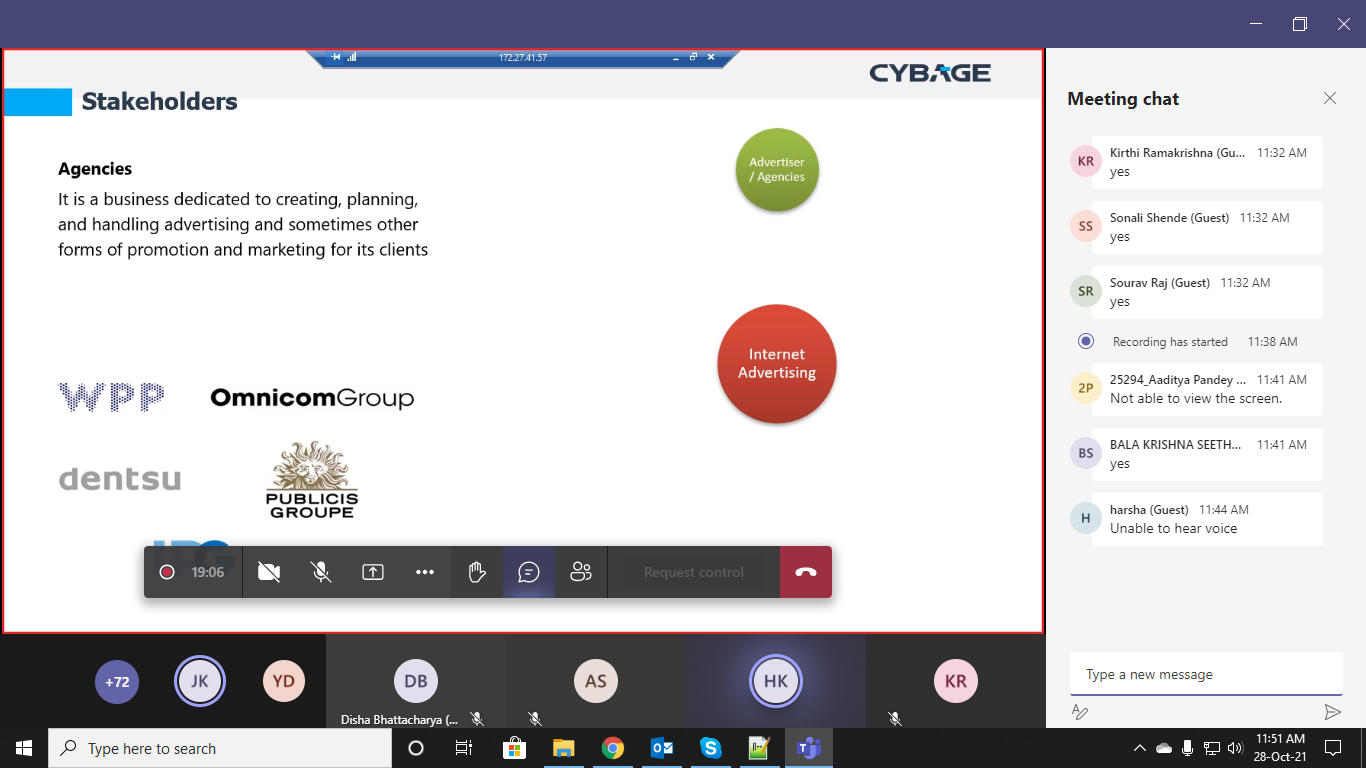 172.27.41.57
CYBAGE
Stakeholders
Agencies
It is a business dedicated to creating, planning,
and handling advertising and sometimes other
forms of promotion and marketing for its clients
Advertiser
/ Agencies
Internet
Advertising
WPP
OmnicomGroup
dentsu
PUBLICIS
GROUPE
19:06
Request control
+72
JK
YD
DB
Disha Bhattacharya (...
AS
HK
KR
Meeting chat
KR
Kirthi Ramakrishna (Gu... 11:32 AM
yes
SS
Sonali Shende (Guest) 11:32 AM
yes
SR
Sourav Raj (Guest) 11:32 AM
yes
Recording has started 11:38 AM
2P
25294_Aaditya Pandey ... 11:41 AM
Not able to view the screen.
BS
BALA KRISHNA SEETH... 11:41 AM
yes
H
harsha (Guest) 11:44 AM
Unable to hear voice
Type a new message
Type here to search
11:51 AM
28-Oct-21